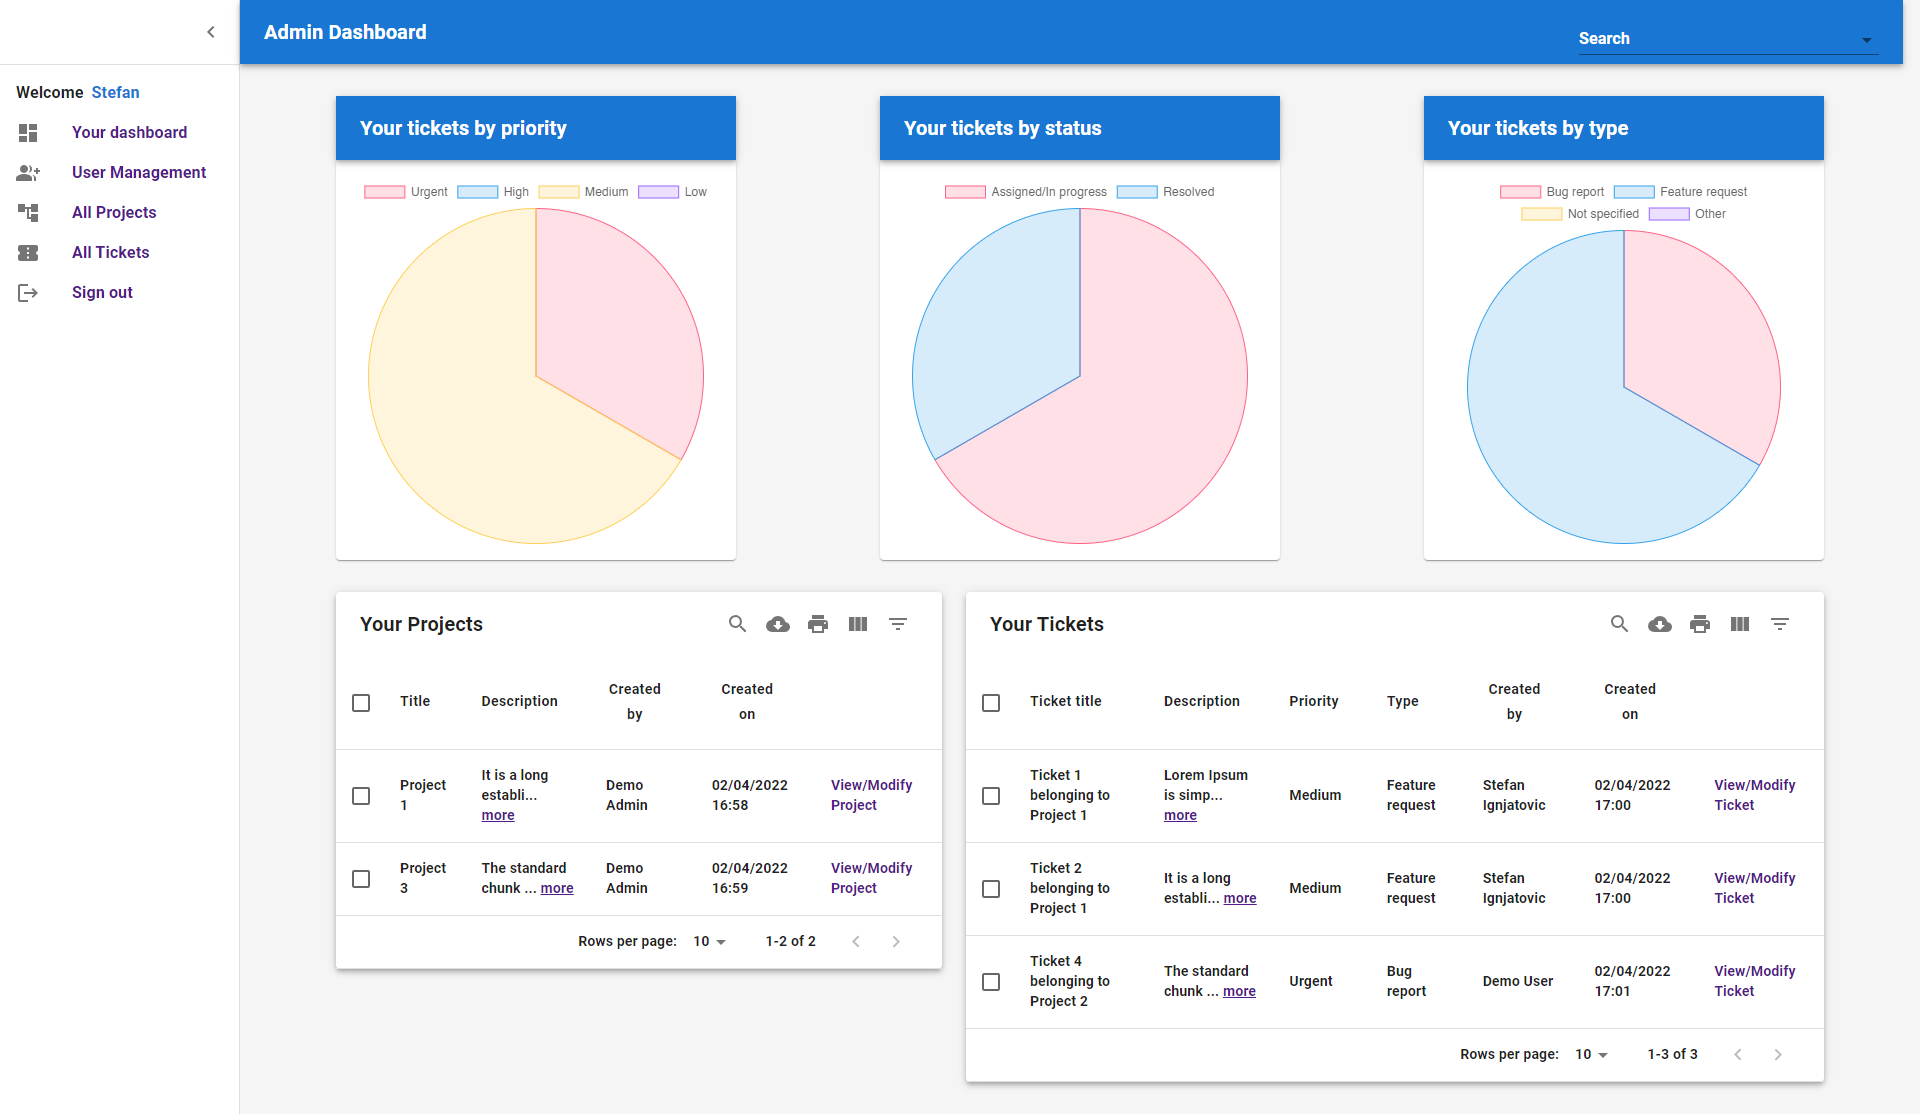 Admin Dashboard
Search
Welcome Stefan
Your dashboard
User Management
All Projects
All Tickets
Sign out
Your tickets by priority
Urgent High Medium Low
Your tickets by status
Assigned/In progress Resolved
Your tickets by type
Bug report Feature request
Not specified Other
Your Projects
Title Description Created by Created on
Project 1 It is a long establi... more Demo Admin 02/04/2022 16:58 View/Modify Project
Project 3 The standard chunk ... more Demo Admin 02/04/2022 16:59 View/Modify Project
Rows per page: 10 1-2 of 2
Your Tickets
Ticket title Description Priority Type Created by Created on
Ticket 1 belonging to Project 1 Lorem Ipsum is simp... more Medium Feature request Stefan Ignjatovic 02/04/2022 17:00 View/Modify Ticket
Ticket 2 belonging to Project 1 It is a long establi... more Medium Feature request Stefan Ignjatovic 02/04/2022 17:00 View/Modify Ticket
Ticket 4 belonging to Project 2 The standard chunk ... more Urgent Bug report Demo User 02/04/2022 17:01 View/Modify Ticket
Rows per page: 10 1-3 of 3